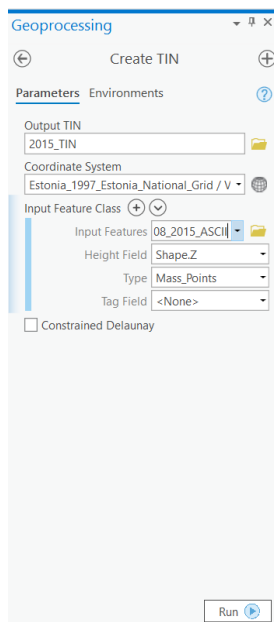 Geoprocessing
Create TIN
Parameters Environments
?
Output TIN
2015_TIN
Coordinate System
Estonia_1997_Estonia_National_Grid / V
Input Feature Class
Input Features 08_2015_ASCII
Height Field Shape.Z
Type Mass_Points
Tag Field <None>
Constrained Delaunay
Run